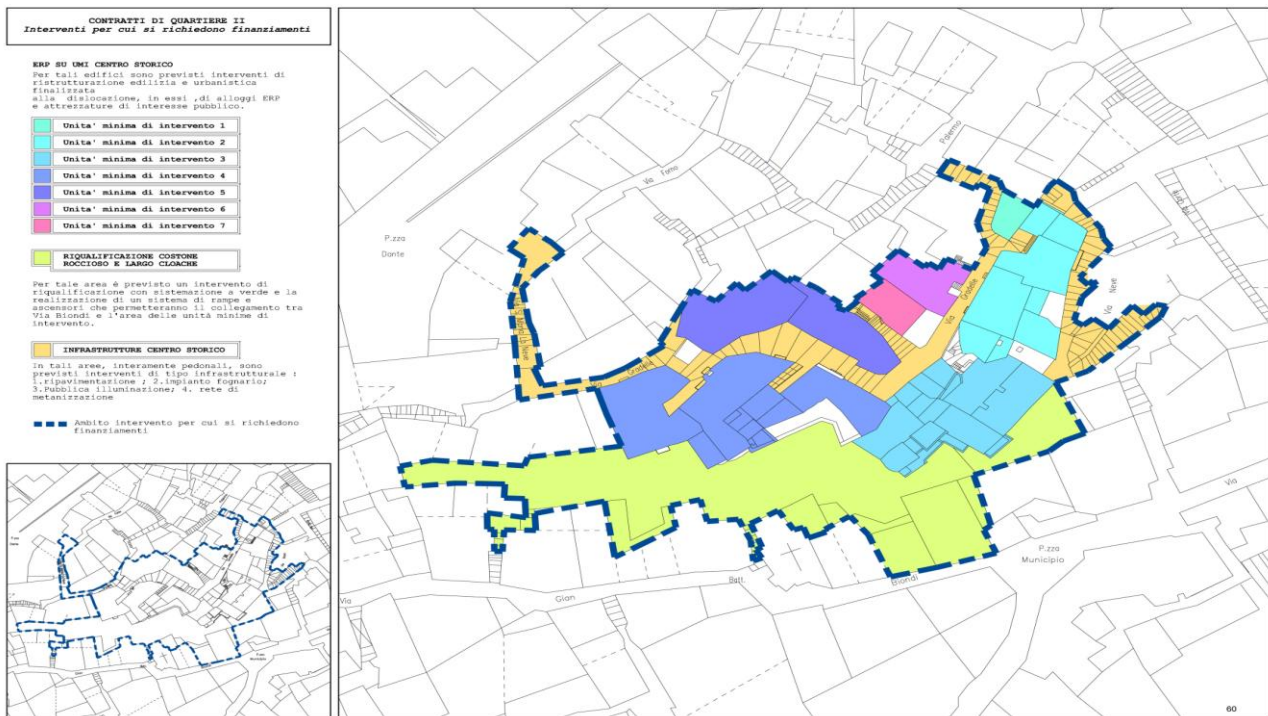 CONTRATTI DI QUARTIERE II
Interventi per cui si richiedono finanziamenti
ERP SU UMI CENTRO STORICO
Per tali edifici sono previsti interventi di
ristrutturazione edilizia e urbanistica
finalizzata
alla dislocazione, in essi ,di alloggi ERP
e attrezzature di interesse pubblico.
Unita' minima di intervento 1
Unita' minima di intervento 2
Unita' minima di intervento 3
Unita' minima di intervento 4
Unita' minima di intervento 5
Unita' minima di intervento 6
Unita' minima di intervento 7
RIQUALIFICAZIONE COSTONE
ROCCIOSO E LARGO CLOACHE
Per tale area è previsto un intervento di
riqualificazione con sistemazione a verde e la
realizzazione di un sistema di rampe e
ascensori che permetteranno il collegamento tra
Via Biondi e l'area delle unità minime di
intervento.
INFRASTRUTTURE CENTRO STORICO
In tali aree, interamente pedonali, sono
previsti interventi di tipo infrastrutturale :
1.ripavimentazione ; 2.impianto fognario;
3.Pubblica illuminazione; 4. rete di
metanizzazione
Ambito intervento per cui si richiedono
finanziamenti
Palermo
Via Forno
P.zza
Dante
Via Gradelle
Via Neve
Via Gradelle
Via
P.zza
Municipio
Via Gian Batt. Biondi
60